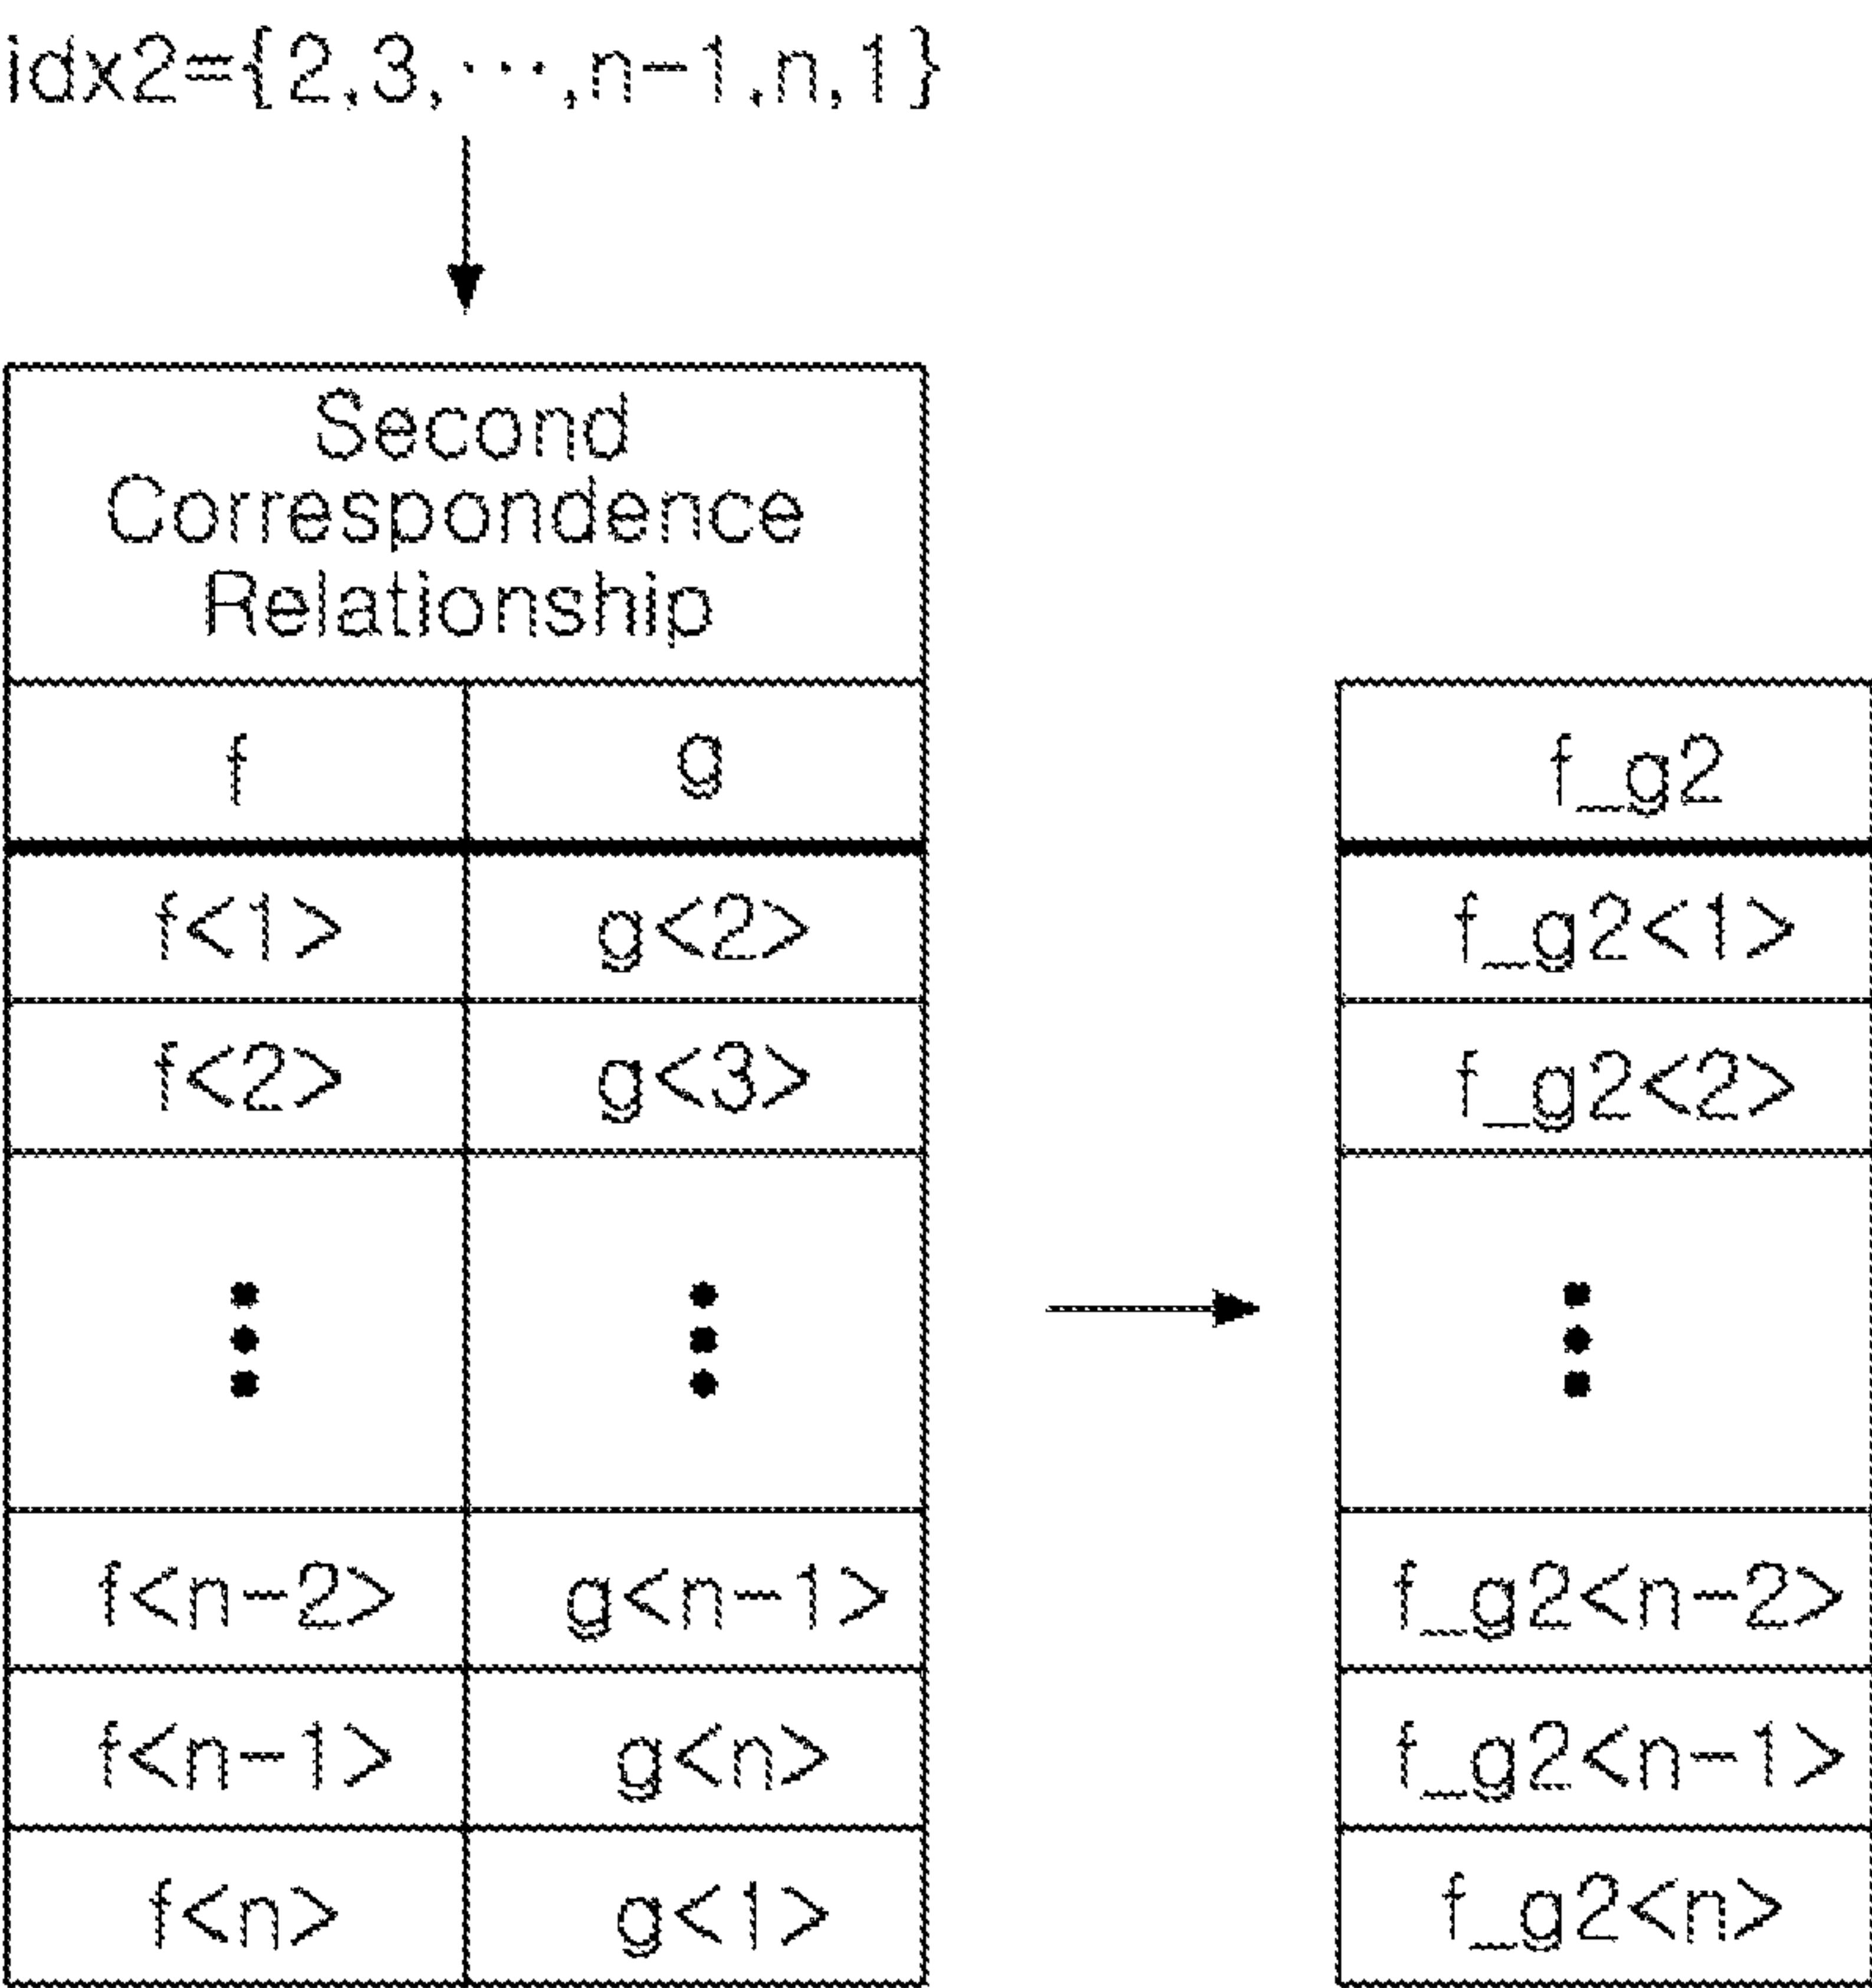 idx2={2,3,···,n-1,n,1}
Second
Correspondence
Relationship
f g f_g2
f<1> g<2> f_g2<1>
f<2> g<3> f_g2<2>
f<n-2> g<n-1> f_g2<n-2>
f<n-1> g<n> f_g2<n-1>
f<n> g<1> f_g2<n>